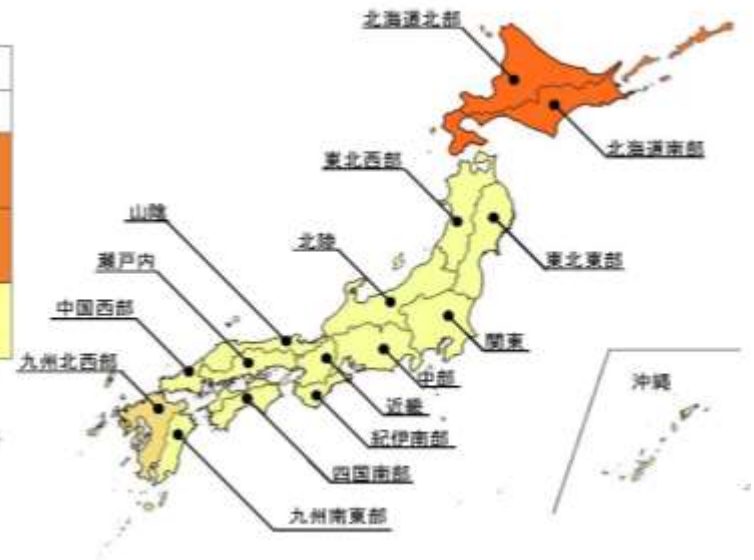 北海道北部
北海道南部
東北西部
山陰
北陸
東北東部
瀬戸内
中国西部
関東
九州北西部
中部
沖縄
近畿
紀伊南部
四国南部
九州南東部